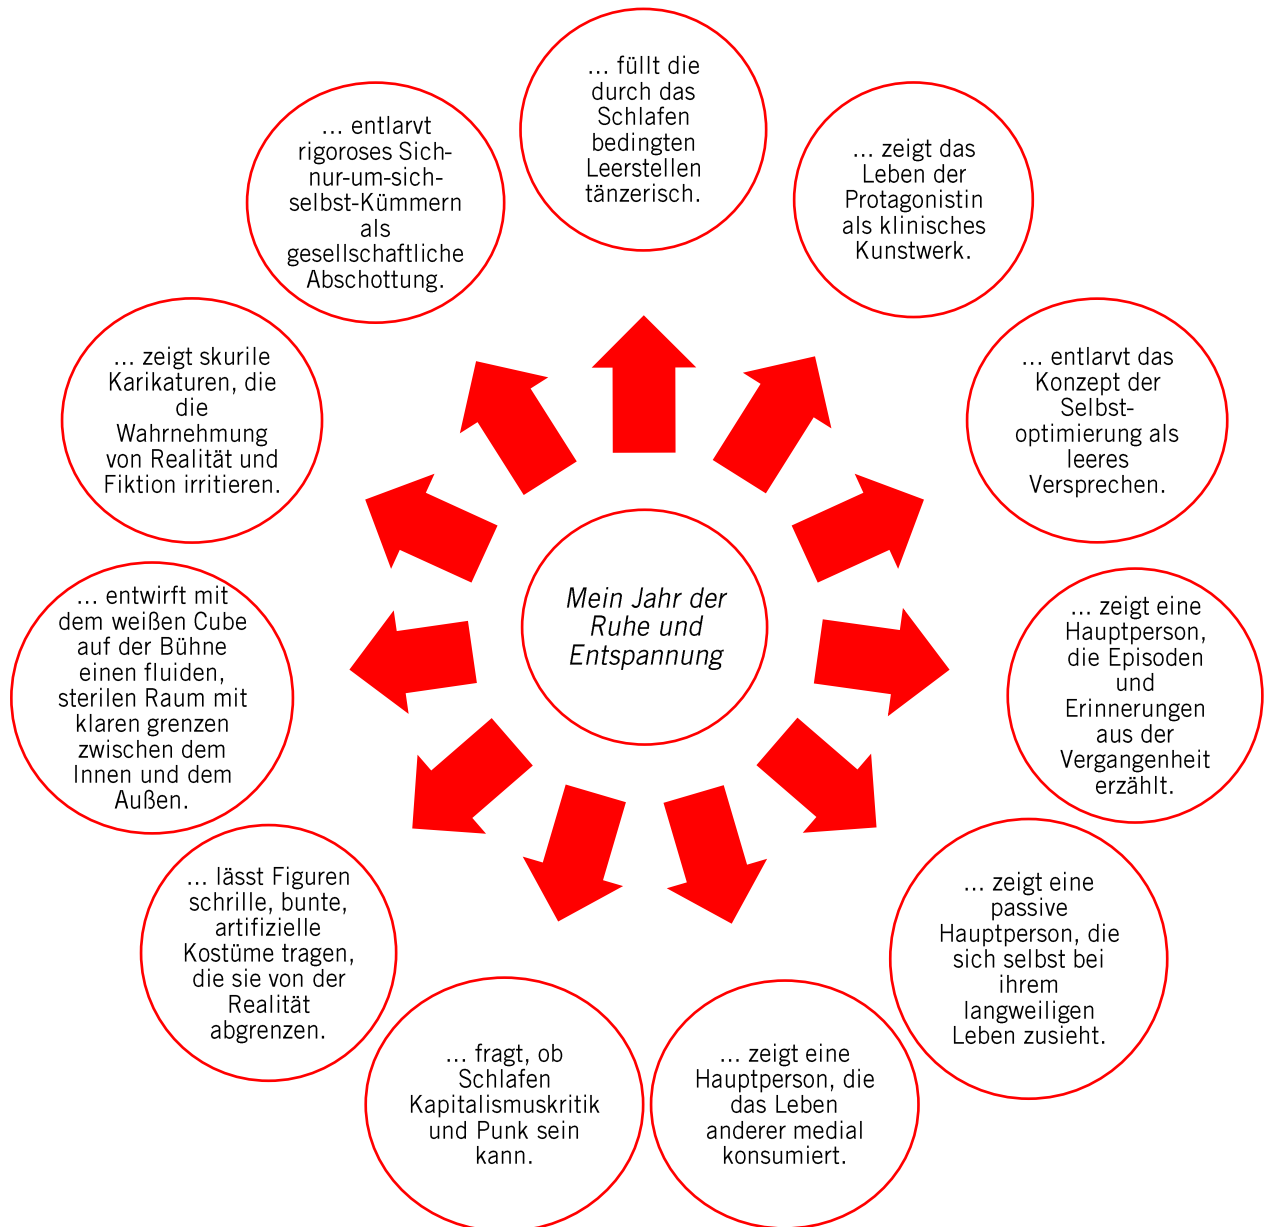 ... füllt die
durch das
Schlafen
bedingten
Leerstellen
tänzerisch.
... zeigt das
Leben der
Protagonistin
als klinisches
Kunstwerk.
... entlarvt das
Konzept der
Selbst-
optimierung als
leeres
Versprechen.
... zeigt eine
Hauptperson,
die Episoden
und
Erinnerungen
aus der
Vergangenheit
erzählt.
... zeigt eine
passive
Hauptperson, die
sich selbst bei
ihrem
langweiligen
Leben zusieht.
... zeigt eine
Hauptperson, die
das Leben
anderer medial
konsumiert.
... fragt, ob
Schlafen
Kapitalismuskritik
und Punk sein
kann.
... lässt Figuren
schrille, bunte,
artifizielle
Kostüme tragen,
die sie von der
Realität
abgrenzen.
... entwirft mit
dem weißen Cube
auf der Bühne
einen fluiden,
sterilen Raum mit
klaren grenzen
zwischen dem
Innen und dem
Außen.
... zeigt skurile
Karikaturen, die
die
Wahrnehmung
von Realität und
Fiktion irritieren.
... entlarvt
rigoroses Sich-
nur-um-sich-
selbst-Kümmern
als
gesellschaftliche
Abschottung.
Mein Jahr der
Ruhe und
Entspannung